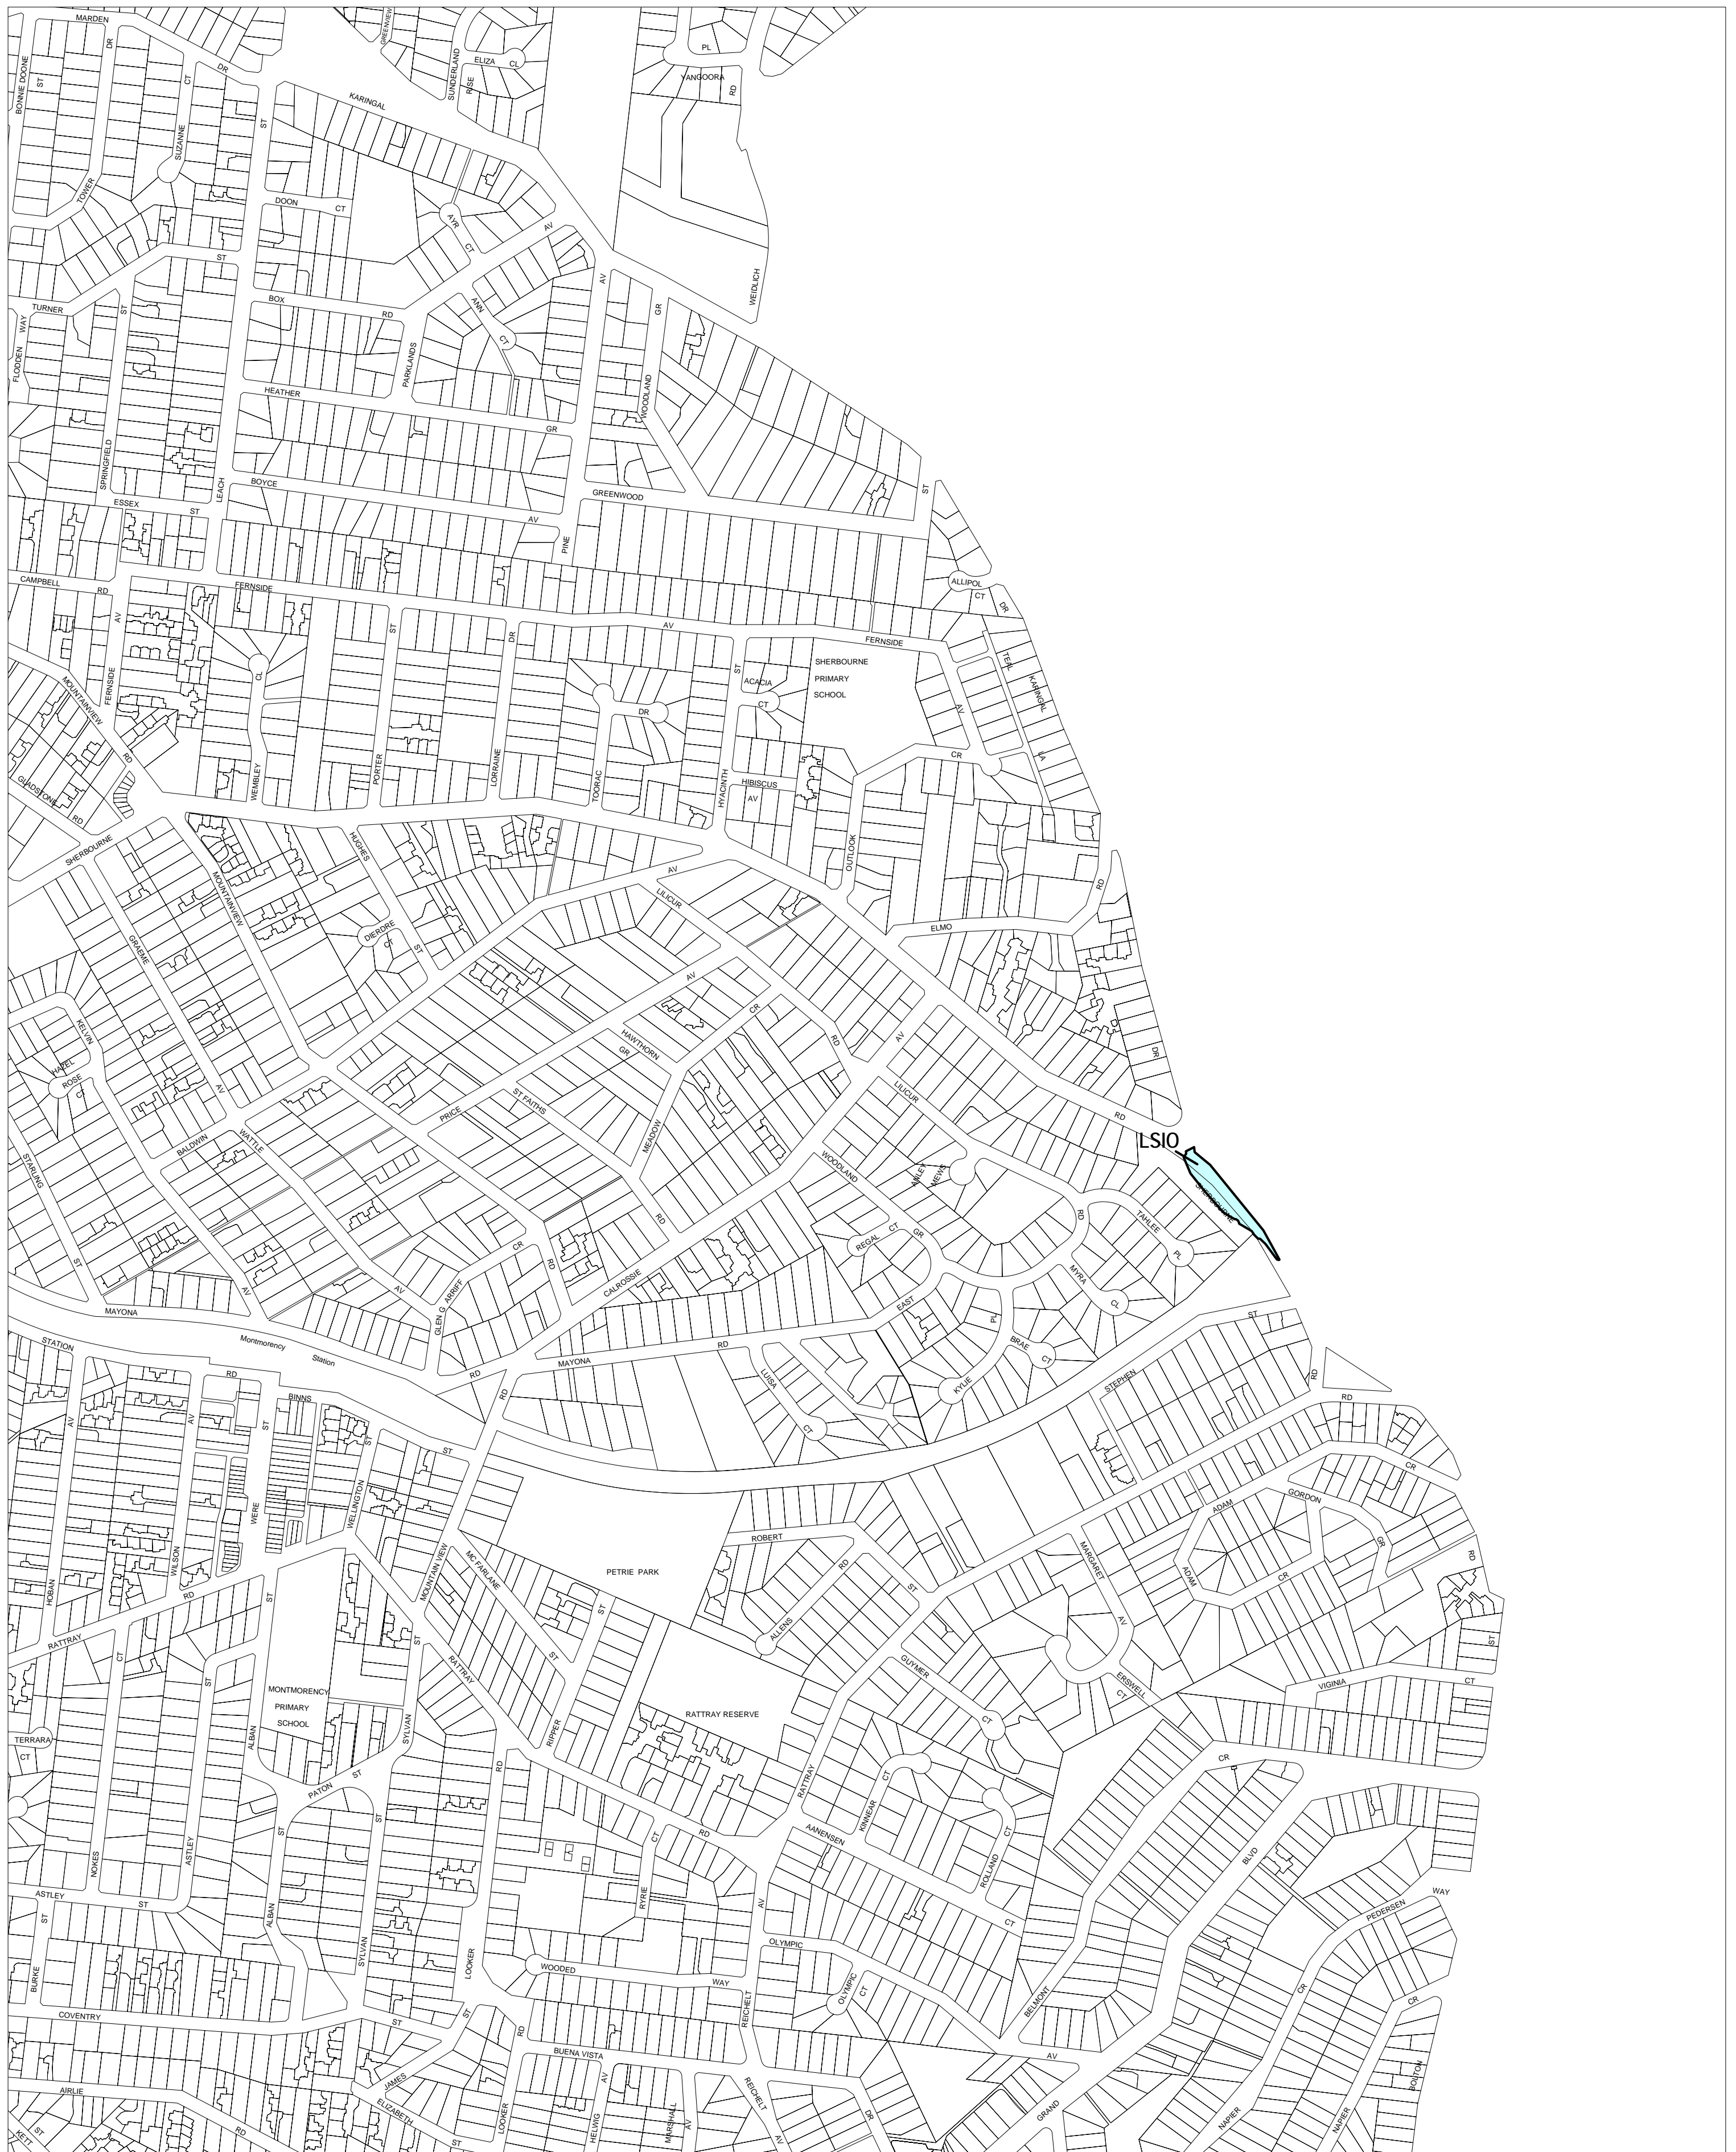 MARDEN
DR
BONNIE DOONE
ST
CT
DR
SUZANNE
TOWER
ST
KARINGAL
GREENVIEW
SUNDERLAND
RISE
ELIZA
CL
PL
YANGOORA
RD
DOON
CT
AYR
CT
AV
WEIDLICH
ST
TURNER
ST
WAY
FLODDEN
BOX
RD
ANN
CT
AV
GR
PARKLANDS
HEATHER
GR
WOODLAND
SPRINGFIELD
LEACH
BOYCE
AV
GREENWOOD
ST
ESSEX
ST
PINE
CAMPBELL
RD
FERNSIDE
AV
ST
DR
AV
FERNSIDE
ALLIPOL
CT
DR
SHERBOURNE
PRIMARY
SCHOOL
ST
ACACIA
CT
TEAL
KARINGAL
LA
AV
CR
MOUNTAINVIEW
RD
FERNSIDE
CL
WEMBLEY
PORTER
LORRAINE
DR
TOORAC
HYACINTH
HIBISCUS
AV
OUTLOOK
GLADSTONE
RD
SHERBOURNE
HUGHES
MOUNTAINVIEW
AV
LILICUR
ELMO
RD
GRAEME
DIERDRE
CT
ST
AV
CR
HAWTHORN
GR
RD
AV
DR
KELVIN
HAZEL
ROSE
CT
AV
PRICE
ST FAITHS
LILICUR
RD
BALDWIN
WATTLE
MEADOW
WOODLAND
ANLEY
MEWS
LSIO
SHERBOURNE
STARLING
ST
RD
CT
REGAL
GR
RD
TAHLEE
PL
CR
RD
CALROSSIE
MYRA
CL
AV
GLEN G
ARRIFF
EAST
PL
ST
MAYONA
AV
STATION
Montmorency
Station
RD
MAYONA
RD
BRAE
CT
LUISA
CT
KYLIE
STEPHEN
RD
RD
RD
BINNS
RD
AV
AV
ST
ST
ST
CR
WERE
WELLINGTON
ADAM
GORDON
GR
ROBERT
RD
ST
MARGARET
ADAM
CR
RD
WILSON
HOBAN
MOUNTAIN VIEW
MC FARLANE
PETRIE PARK
RD
ST
ST
ALLENS
AV
ST
RATTRAY
CT
ST
ST
RATTRAY
ST
GUYMER
CT
ERSWELL
CT
VIGINIA
CT
MONTMORENCY
PRIMARY
SCHOOL
RATTRAY RESERVE
TERRARA
CT
ALBAN
SYLVAN
RIPPER
RD
PATON
ST
RATTRAY
CT
KINNEAR
CR
ST
ST
CT
RD
AANENSEN
CT
ROLLAND
BLVD
NOKES
ASTLEY
ASTLEY
ST
ST
ALBAN
RYRIE
AV
CT
WAY
PEDERSEN
BURKE
SYLVAN
LOOKER
WOODED
WAY
OLYMPIC
OLYMPIC
CT
REICHELT
BELMONT
CR
CR
COVENTRY
ST
ST
RD
BUENA VISTA
AV
BOLTON
AIRLIE
RD
JAMES
ELIZABETH
ST
LOOKER
AV
HELWIG
MARSHALL
AV
REICHELT
AV
DR
GRAND
NAPIER
NAPIER
KETT
ST